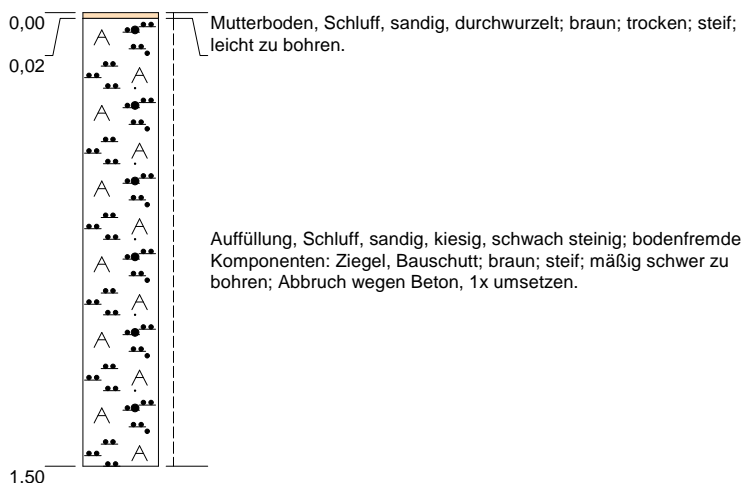 0,00
Mutterboden, Schluff, sandig, durchwurzelt; braun; trocken; steif;
leicht zu bohren.
0,02
Auffüllung, Schluff, sandig, kiesig, schwach steinig; bodenfremde
Komponenten: Ziegel, Bauschutt; braun; steif; mäßig schwer zu
bohren; Abbruch wegen Beton, 1x umsetzen.
1,50